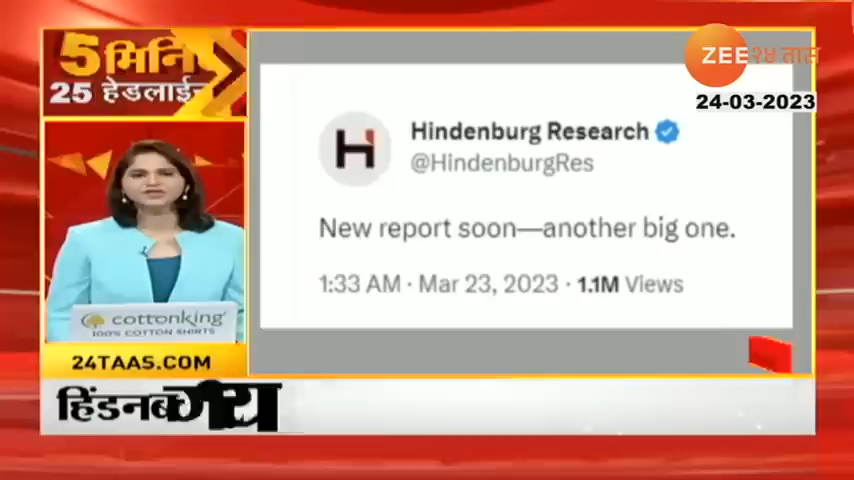 5 मिनि
25 हेडलाईन
ZEE २४ तास
24-03-2023
Hindenburg Research
@HindenburgRes
New report soon—another big one.
1:33 AM · Mar 23, 2023 · 1.1M Views
cottonking
100% COTTON SHIRTS
24TAAS.COM